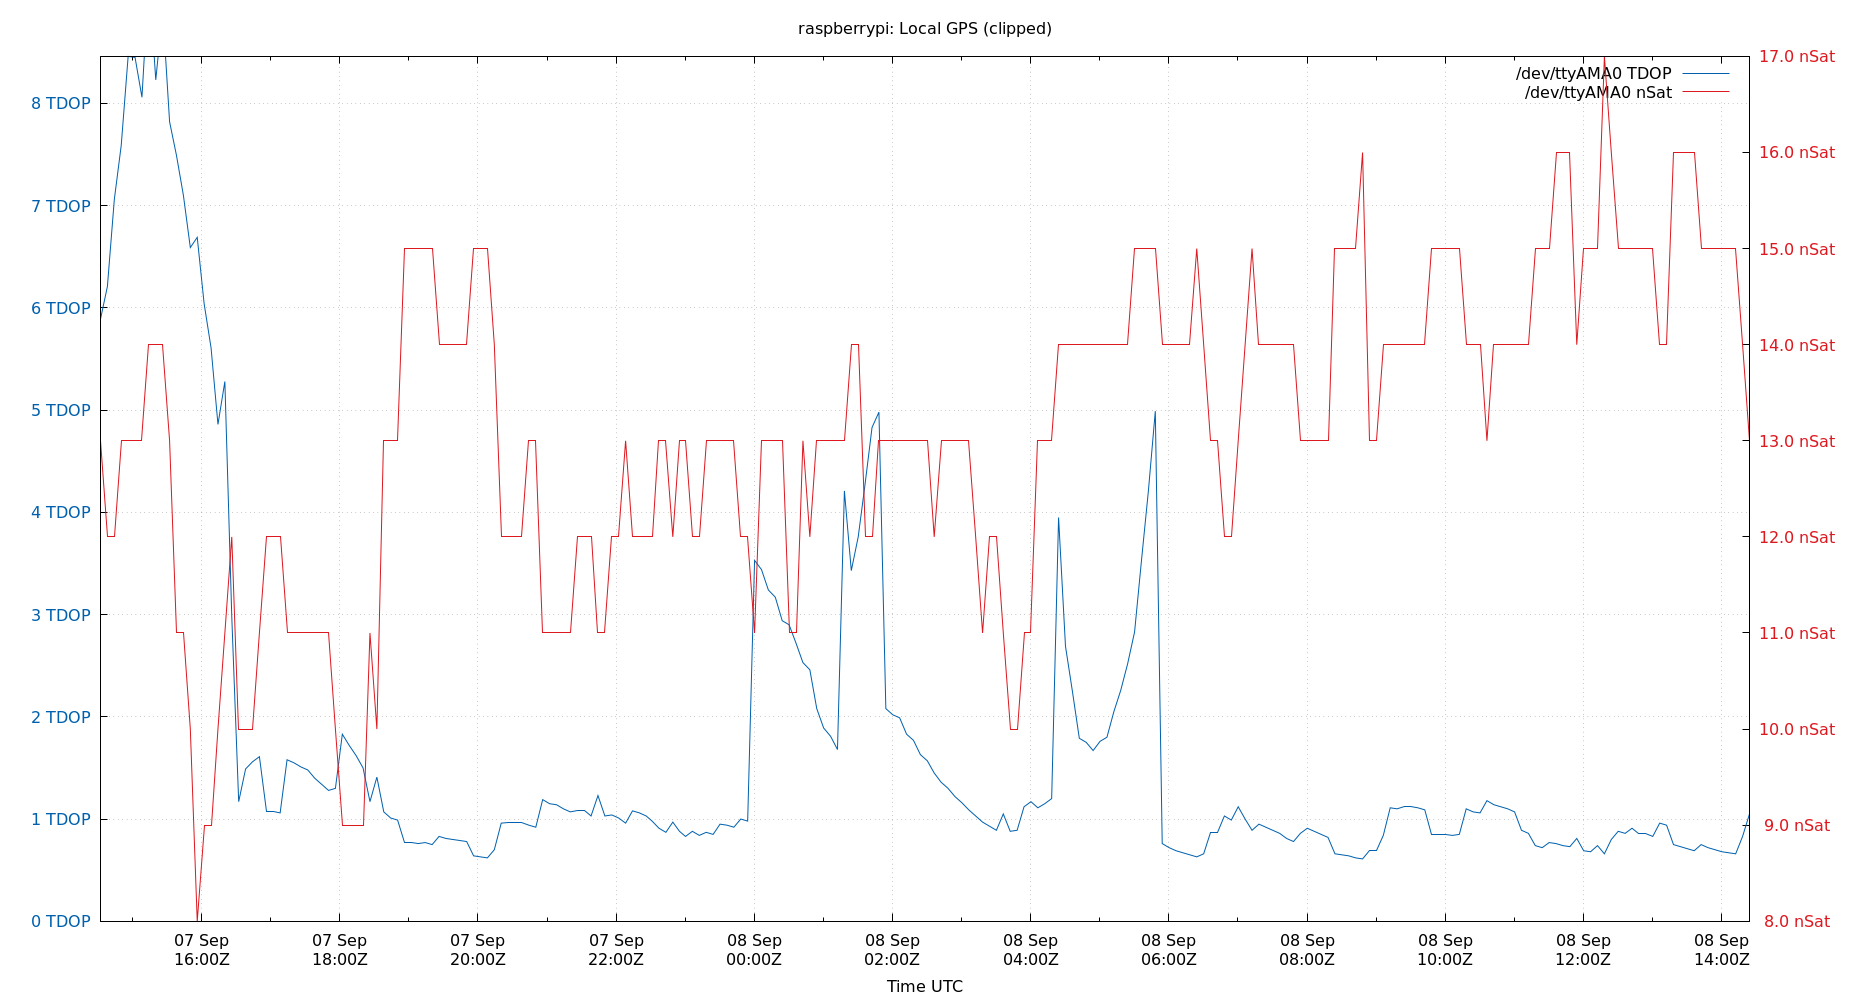 raspberrypi: Local GPS (clipped)
/dev/ttyAMA0 TDOP
/dev/ttyAMA0 nSat
8 TDOP
7 TDOP
6 TDOP
5 TDOP
4 TDOP
3 TDOP
2 TDOP
1 TDOP
0 TDOP
17.0 nSat
16.0 nSat
15.0 nSat
14.0 nSat
13.0 nSat
12.0 nSat
11.0 nSat
10.0 nSat
9.0 nSat
8.0 nSat
07 Sep
16:00Z
07 Sep
18:00Z
07 Sep
20:00Z
07 Sep
22:00Z
08 Sep
00:00Z
08 Sep
02:00Z
08 Sep
04:00Z
08 Sep
06:00Z
08 Sep
08:00Z
08 Sep
10:00Z
08 Sep
12:00Z
08 Sep
14:00Z
Time UTC